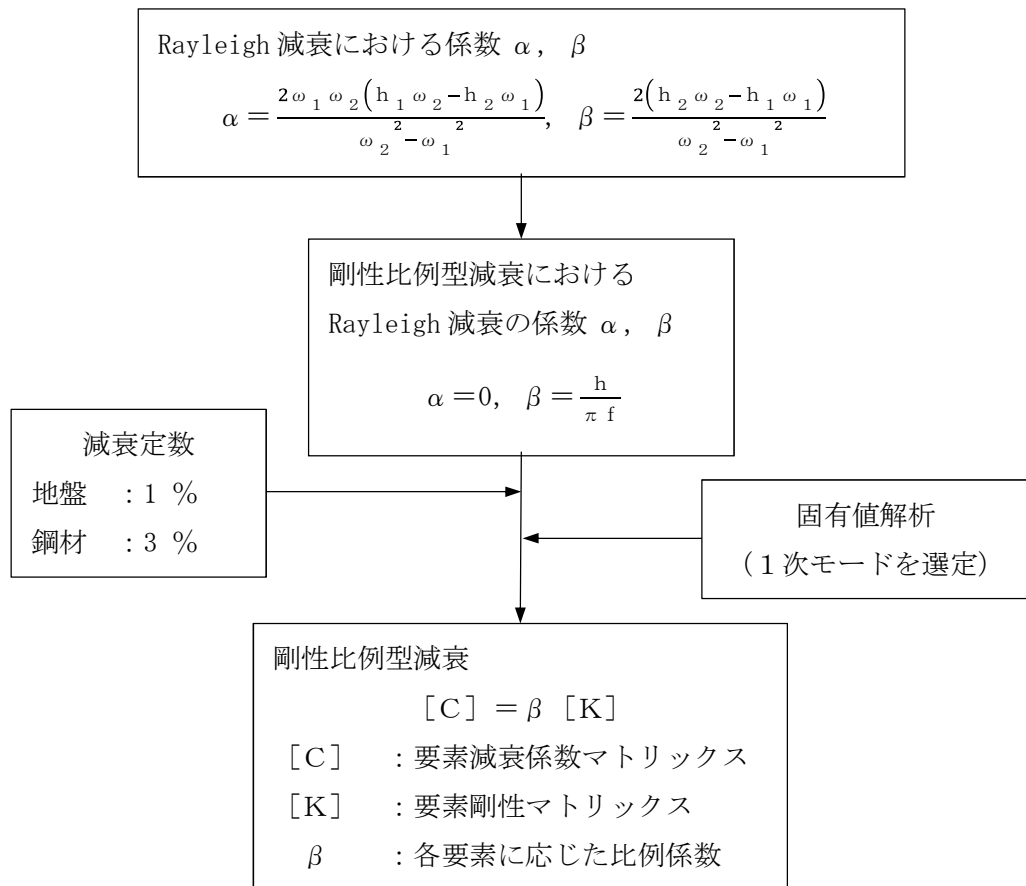 Rayleigh 減衰における係数 α, β
α＝2ω₁ω₂(h₁ω₂−h₂ω₁)/(ω₂²−ω₁²), β＝2(h₂ω₂−h₁ω₁)/(ω₂²−ω₁²)
剛性比例型減衰における
Rayleigh 減衰の係数 α, β
α＝0, β＝h/(π f)
減衰定数
地盤 ：1 %
鋼材 ：3 %
固有値解析
（１次モードを選定）
剛性比例型減衰
［Ｃ］＝β［Ｋ］
［Ｃ］ ：要素減衰係数マトリックス
［Ｋ］ ：要素剛性マトリックス
β ：各要素に応じた比例係数